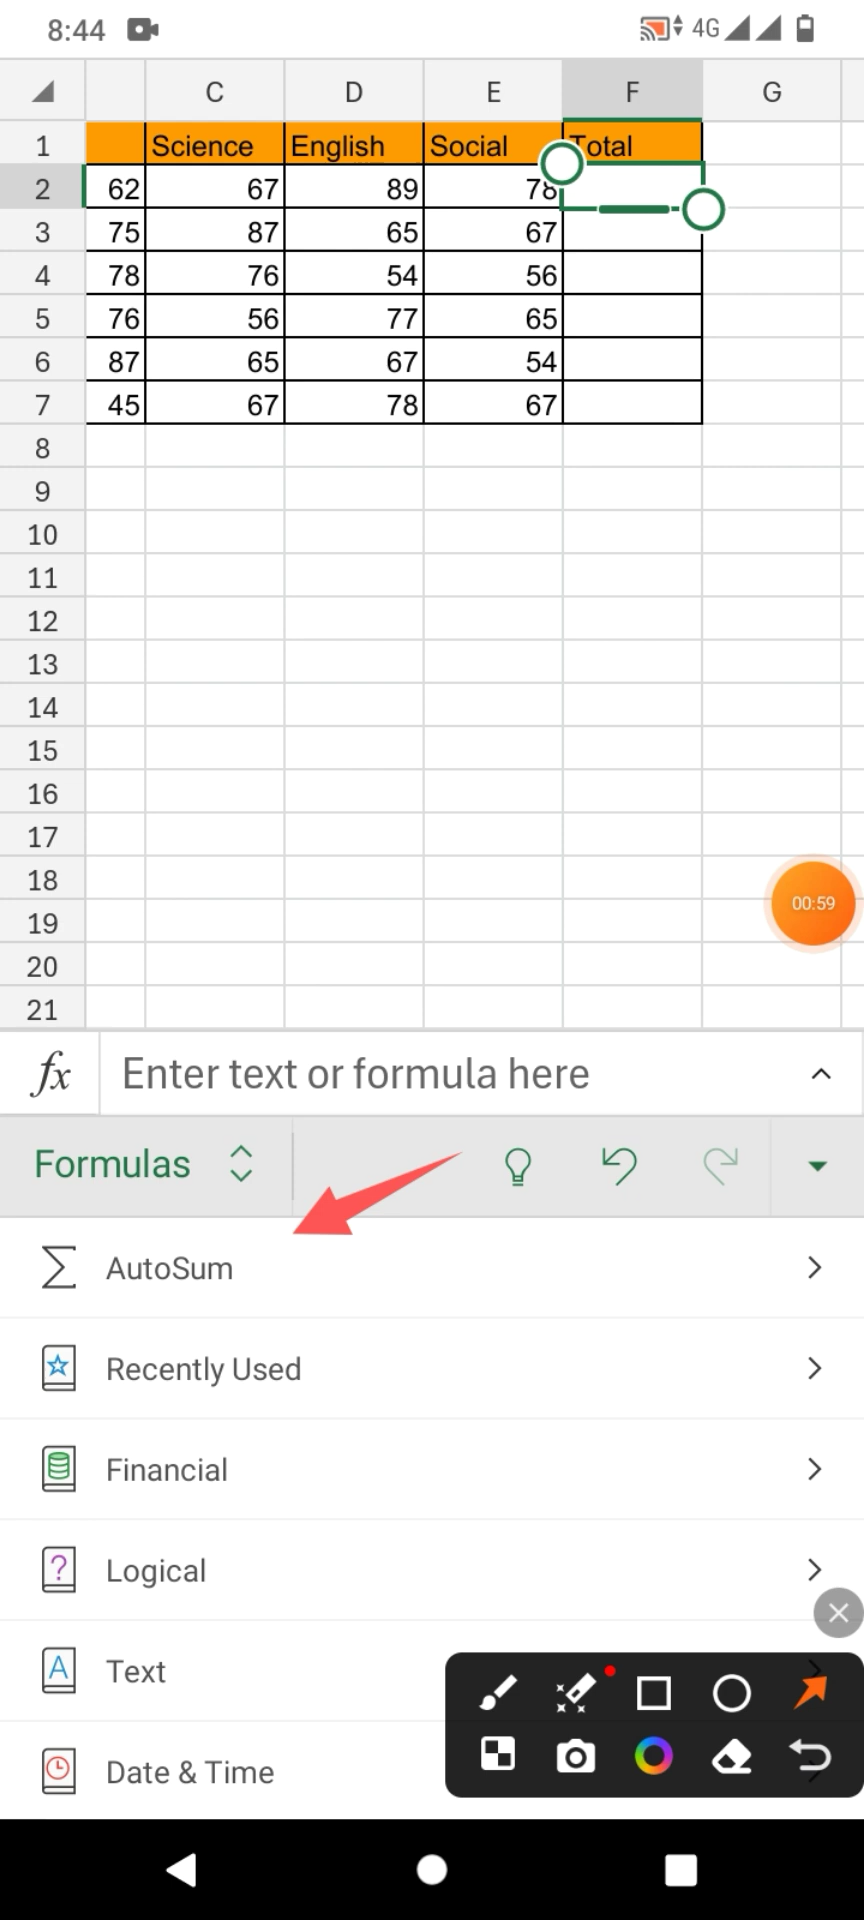 8:44 4G
C D E F G
1 Science English Social Total
2 62 67 89 78
3 75 87 65 67
4 78 76 54 56
5 76 56 77 65
6 87 65 67 54
7 45 67 78 67
8
9
10
11
12
13
14
15
16
17
18
00:59
19
20
21
fx Enter text or formula here
Formulas
AutoSum
Recently Used
Financial
Logical
Text
Date & Time